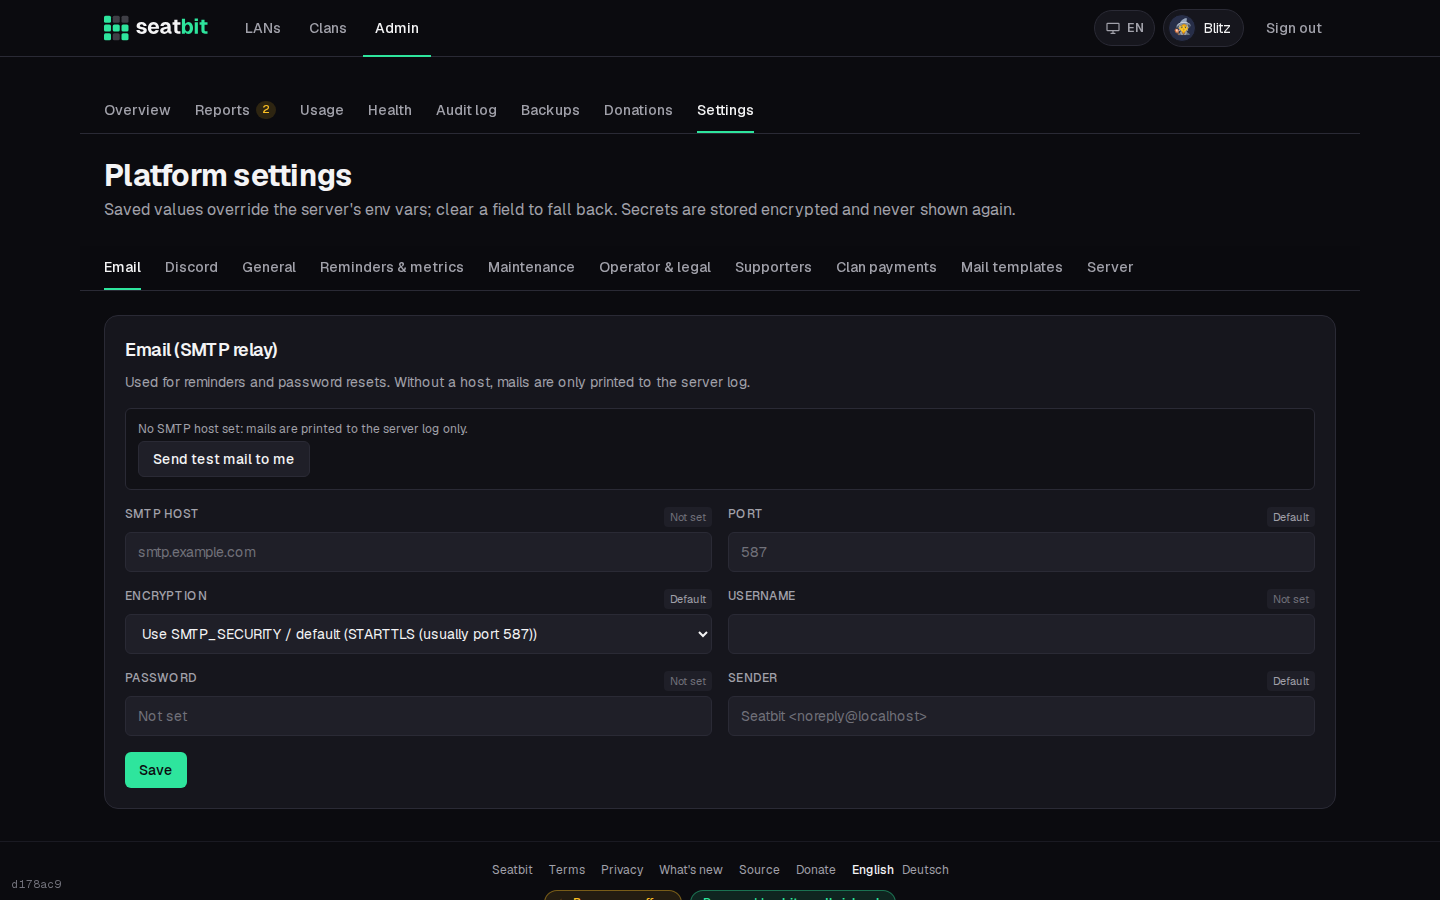 seatbit LANs Clans Admin EN Blitz Sign out
Overview Reports 2 Usage Health Audit log Backups Donations Settings
Platform settings
Saved values override the server's env vars; clear a field to fall back. Secrets are stored encrypted and never shown again.
Email Discord General Reminders & metrics Maintenance Operator & legal Supporters Clan payments Mail templates Server
Email (SMTP relay)
Used for reminders and password resets. Without a host, mails are only printed to the server log.
No SMTP host set: mails are printed to the server log only.
Send test mail to me
SMTP HOST Not set PORT Default
smtp.example.com 587
ENCRYPTION Default USERNAME Not set
Use SMTP_SECURITY / default (STARTTLS (usually port 587))
PASSWORD Not set SENDER Default
Not set Seatbit <noreply@localhost>
Save
Seatbit Terms Privacy What's new Source Donate English Deutsch
d178ac9